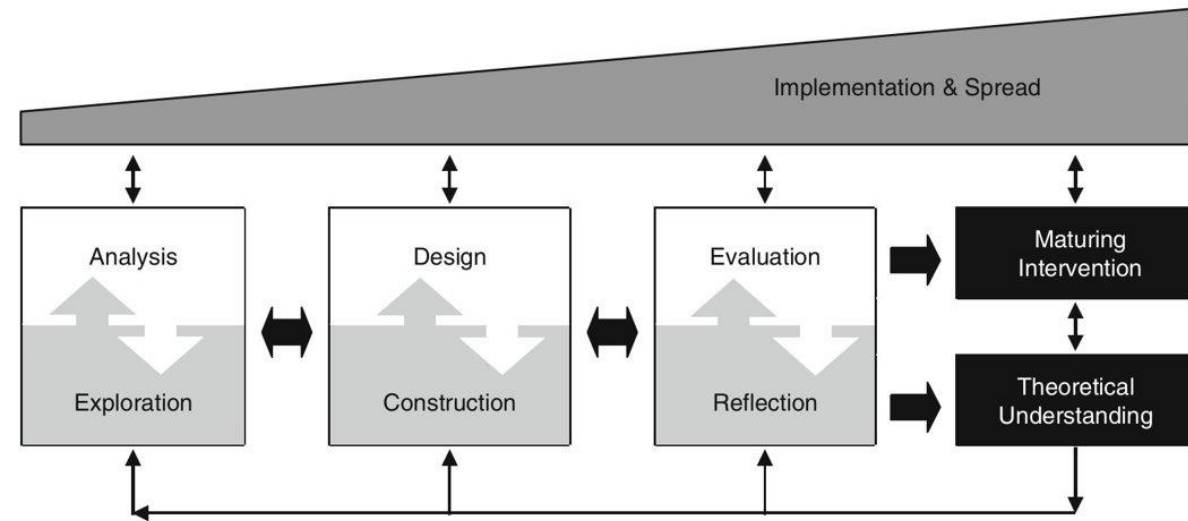 Implementation & Spread
Analysis
Exploration
Design
Construction
Evaluation
Reflection
Maturing
Intervention
Theoretical
Understanding